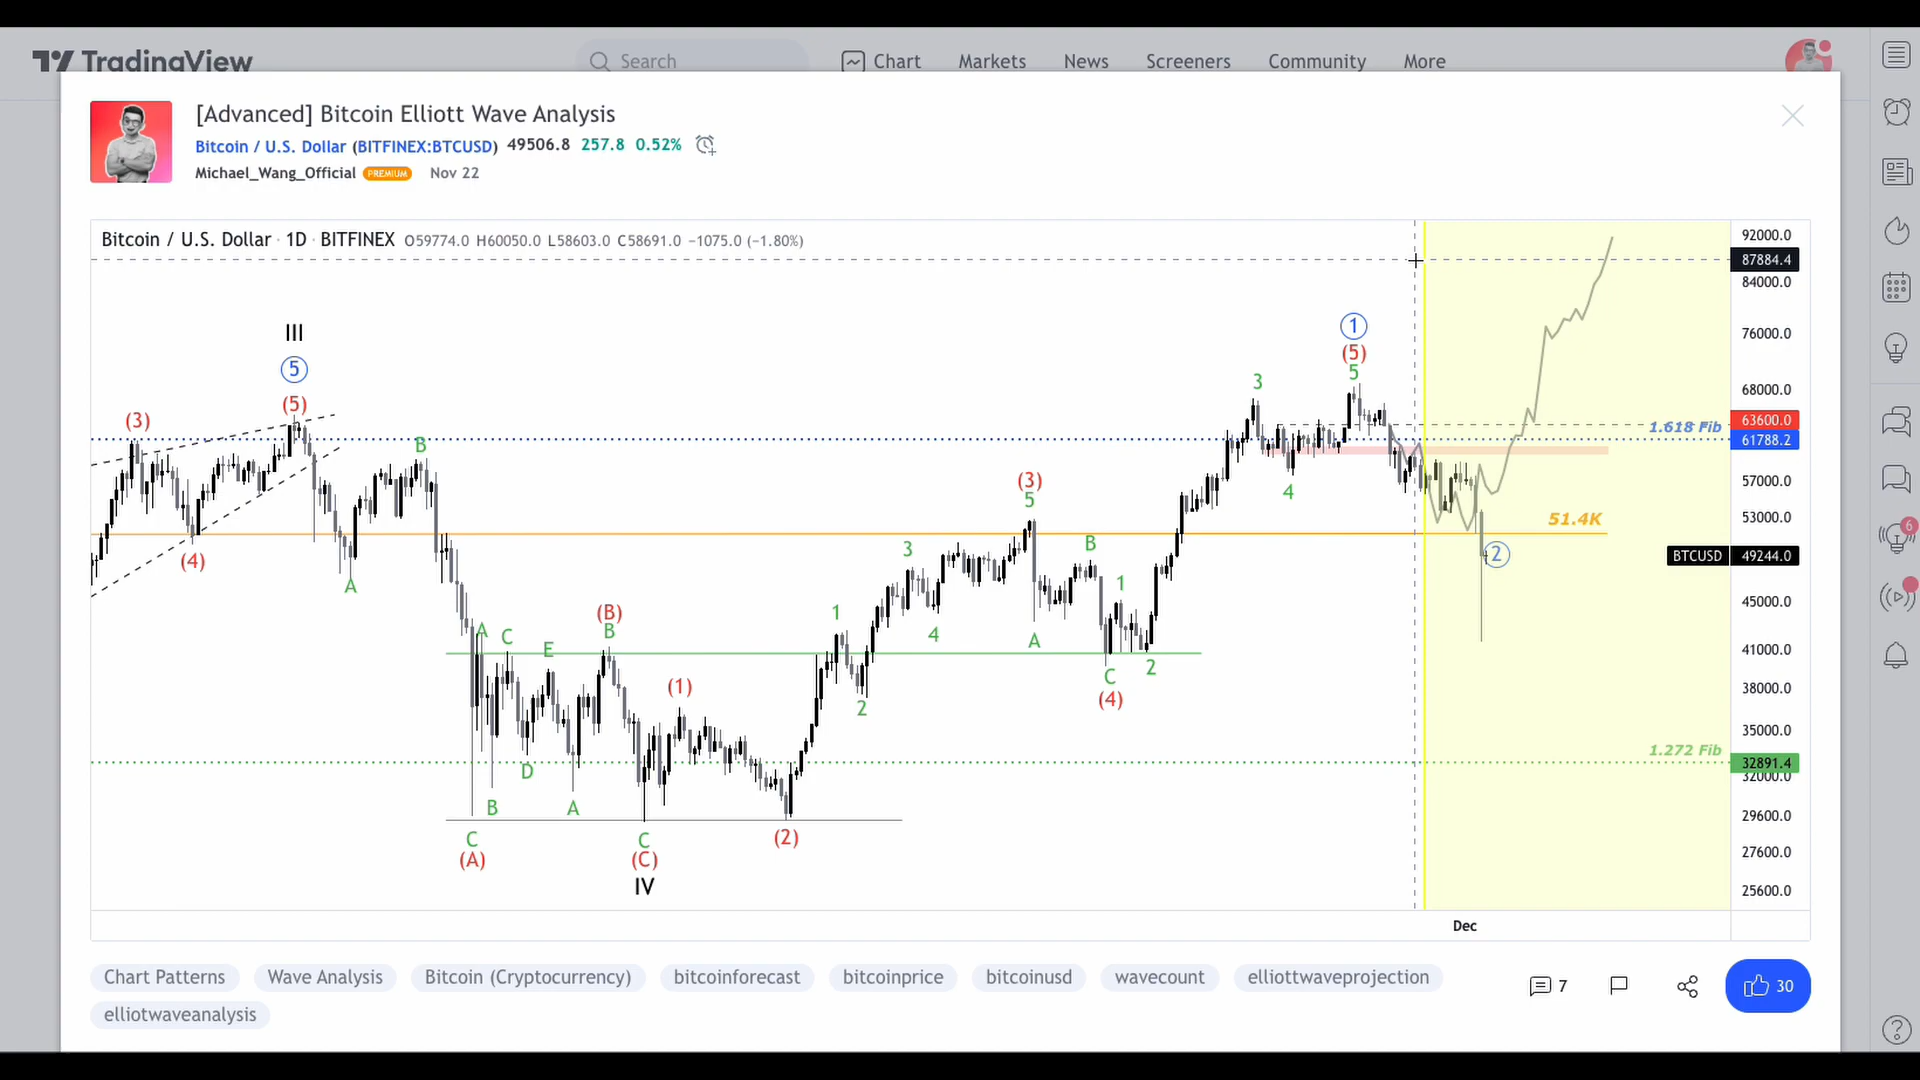 TradingView
Search
Chart
Markets
News
Screeners
Community
More
[Advanced] Bitcoin Elliott Wave Analysis
Bitcoin / U.S. Dollar (BITFINEX:BTCUSD) 49506.8 257.8 0.52%
Michael_Wang_Official PREMIUM Nov 22
Bitcoin / U.S. Dollar · 1D · BITFINEX O59774.0 H60050.0 L58603.0 C58691.0 −1075.0 (−1.80%)
92000.0
87884.4
84000.0
76000.0
68000.0
63600.0
61788.2
57000.0
53000.0
BTCUSD 49244.0
45000.0
41000.0
38000.0
35000.0
32891.4
32000.0
29600.0
27600.0
25600.0
III
5
(5)
(3)
(4)
A
B
A
C
E
B
D
C
(A)
A
(B)
B
C
(C)
IV
(1)
(2)
1
2
3
4
(3)
5
A
B
C
(4)
1
2
3
4
1
(5)
5
2
1.618 Fib
51.4K
1.272 Fib
Dec
Chart Patterns
Wave Analysis
Bitcoin (Cryptocurrency)
bitcoinforecast
bitcoinprice
bitcoinusd
wavecount
elliottwaveprojection
elliotwaveanalysis
7
30
6